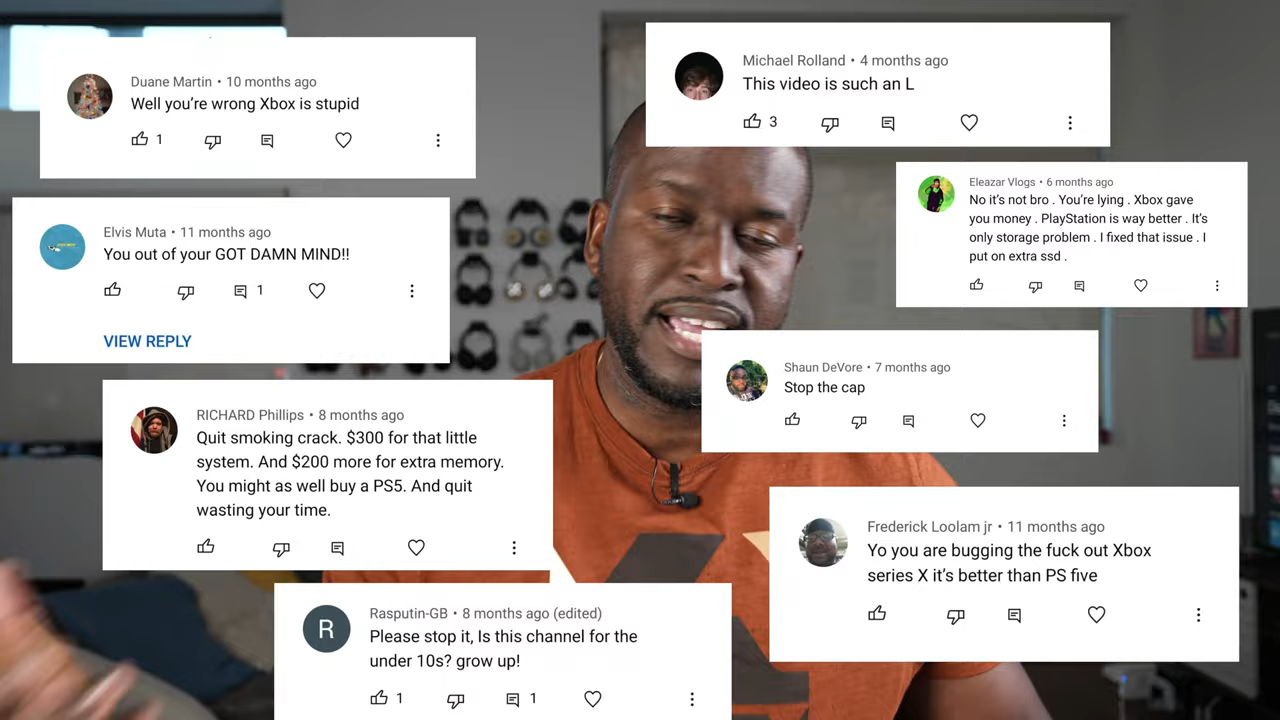 Duane Martin • 10 months ago
Well you're wrong Xbox is stupid
1
Michael Rolland • 4 months ago
This video is such an L
3
Elvis Muta • 11 months ago
You out of your GOT DAMN MIND!!
1
VIEW REPLY
Eleazar Vlogs • 6 months ago
No it's not bro . You're lying . Xbox gave
you money . PlayStation is way better . It's
only storage problem . I fixed that issue . I
put on extra ssd .
Shaun DeVore • 7 months ago
Stop the cap
RICHARD Phillips • 8 months ago
Quit smoking crack. $300 for that little
system. And $200 more for extra memory.
You might as well buy a PS5. And quit
wasting your time.
Frederick Loolam jr • 11 months ago
Yo you are bugging the fuck out Xbox
series X it's better than PS five
R
Rasputin-GB • 8 months ago (edited)
Please stop it, Is this channel for the
under 10s? grow up!
1
1